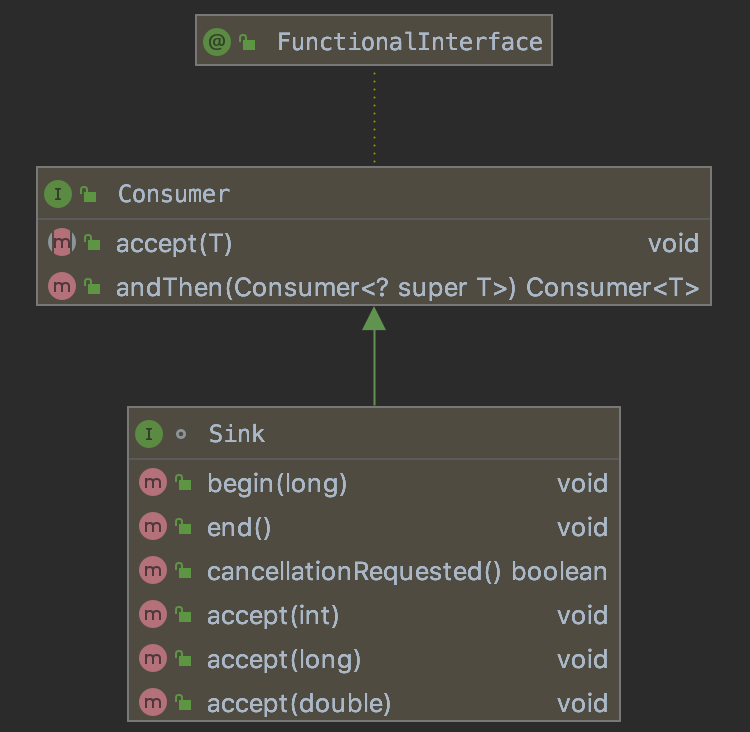 @ FunctionalInterface
I Consumer
m accept(T) void
m andThen(Consumer<? super T>) Consumer<T>
I Sink
m begin(long) void
m end() void
m cancellationRequested() boolean
m accept(int) void
m accept(long) void
m accept(double) void